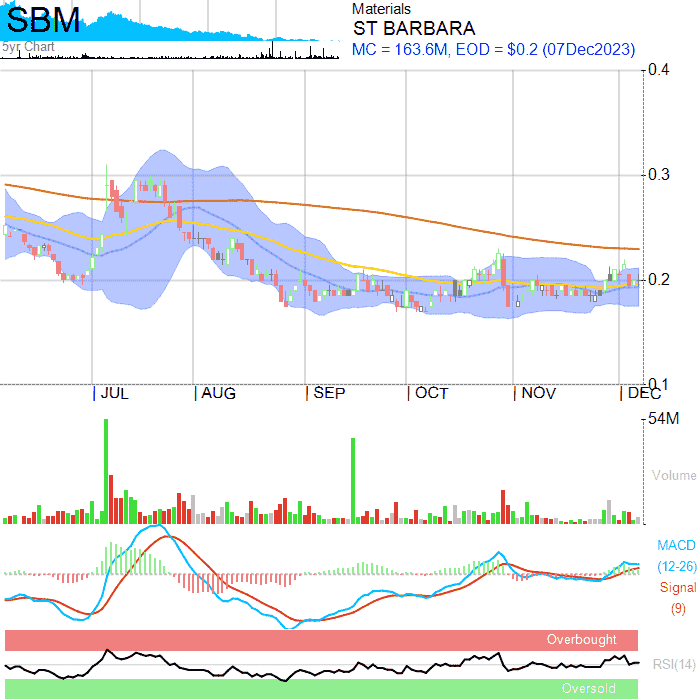 SBM
5yr Chart
Materials
ST BARBARA
MC = 163.6M, EOD = $0.2 (07Dec2023)
0.4
0.3
0.2
0.1
JUL AUG SEP OCT NOV DEC
54M
Volume
MACD
(12-26)
Signal
(9)
Overbought
RSI(14)
Oversold